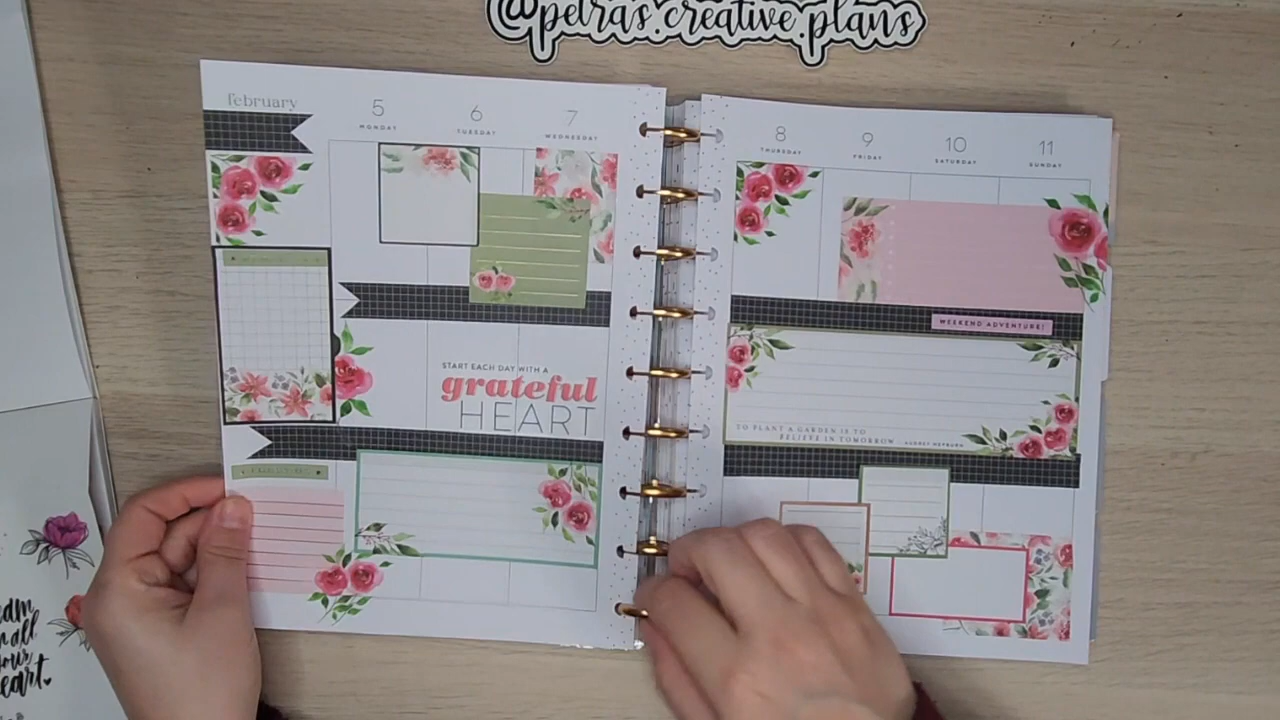 @petras.creative.plans
february
5
MONDAY
6
TUESDAY
7
WEDNESDAY
8
THURSDAY
9
FRIDAY
10
SATURDAY
11
SUNDAY
START EACH DAY WITH A
grateful
HEART
WEEKEND ADVENTURE!
TO PLANT A GARDEN IS TO
BELIEVE IN TOMORROW - AUDREY HEPBURN
heart